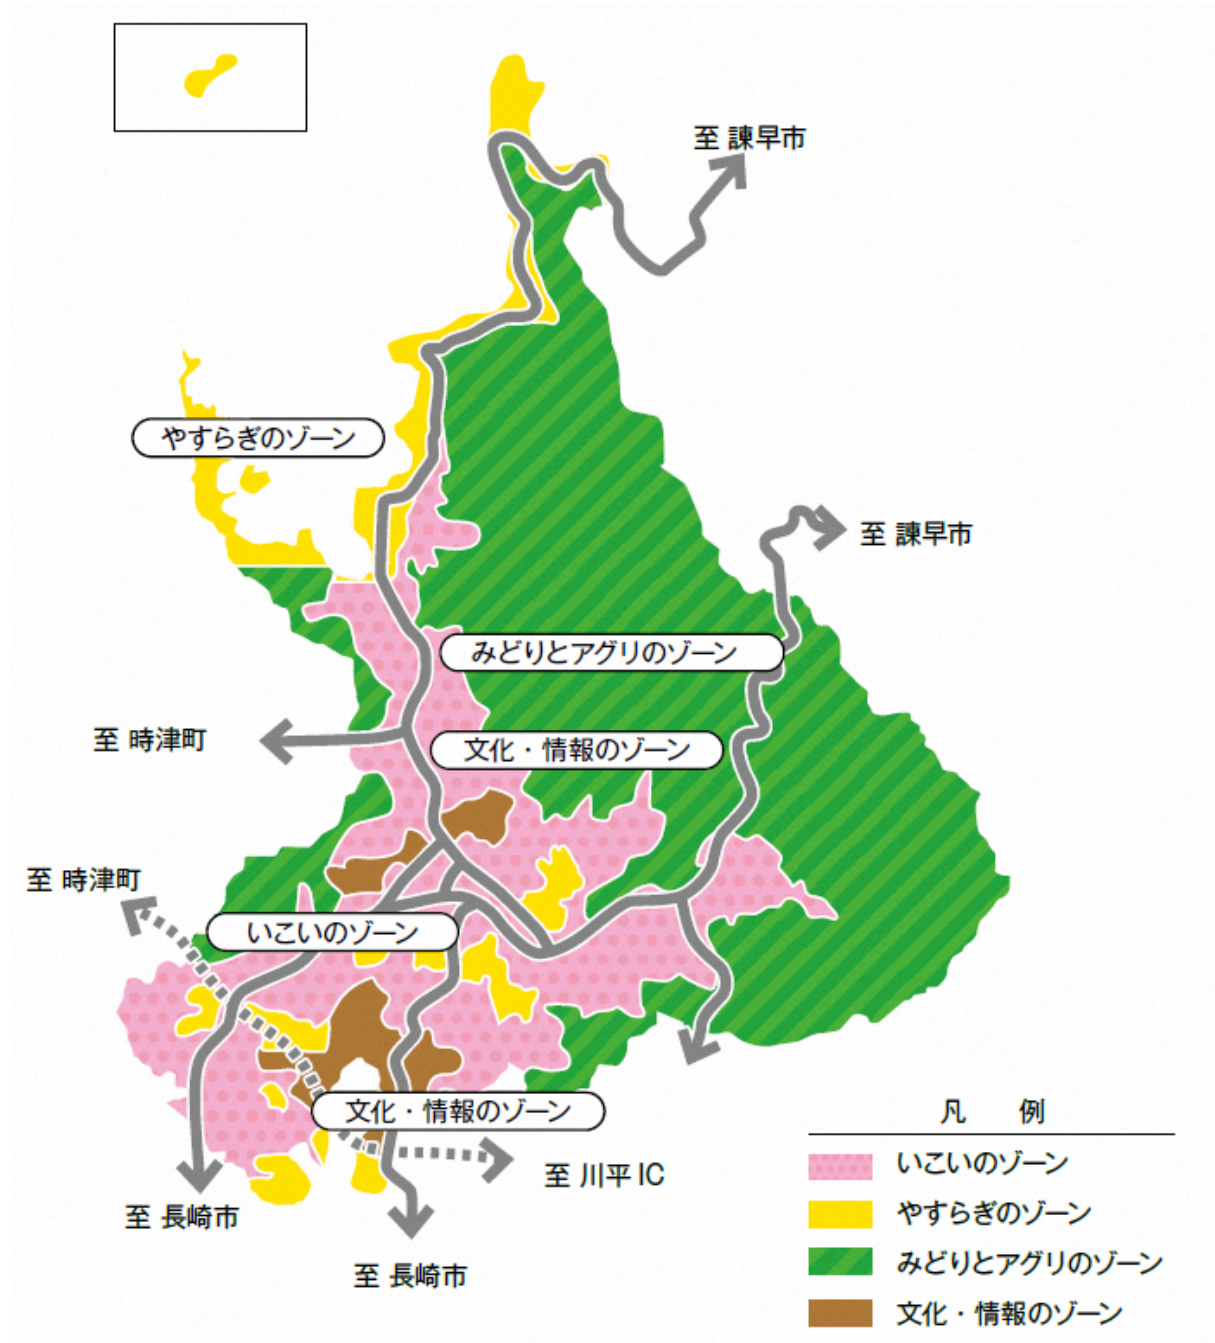 至 諫早市
やすらぎのゾーン
至 諫早市
みどりとアグリのゾーン
至 時津町
文化・情報のゾーン
至 時津町
いこいのゾーン
文化・情報のゾーン
至 川平 IC
至 長崎市
至 長崎市
凡 例
いこいのゾーン
やすらぎのゾーン
みどりとアグリのゾーン
文化・情報のゾーン